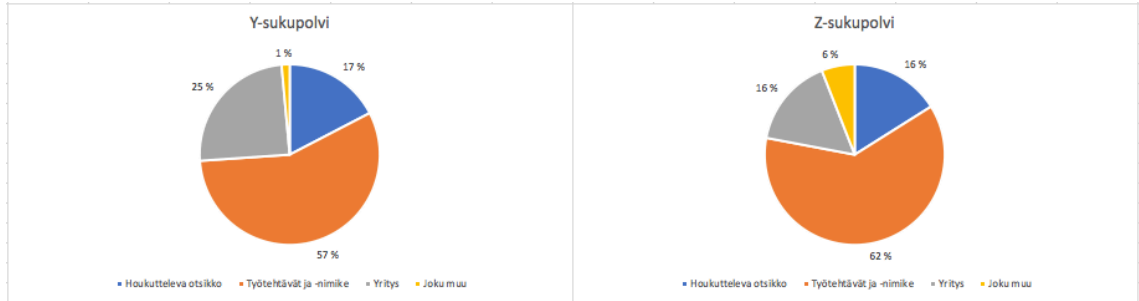 Y-sukupolvi
1 %
17 %
25 %
57 %
Houkutteleva otsikko Työtehtävät ja -nimike Yritys Joku muu
Z-sukupolvi
6 %
16 %
16 %
62 %
Houkutteleva otsikko Työtehtävät ja -nimike Yritys Joku muu